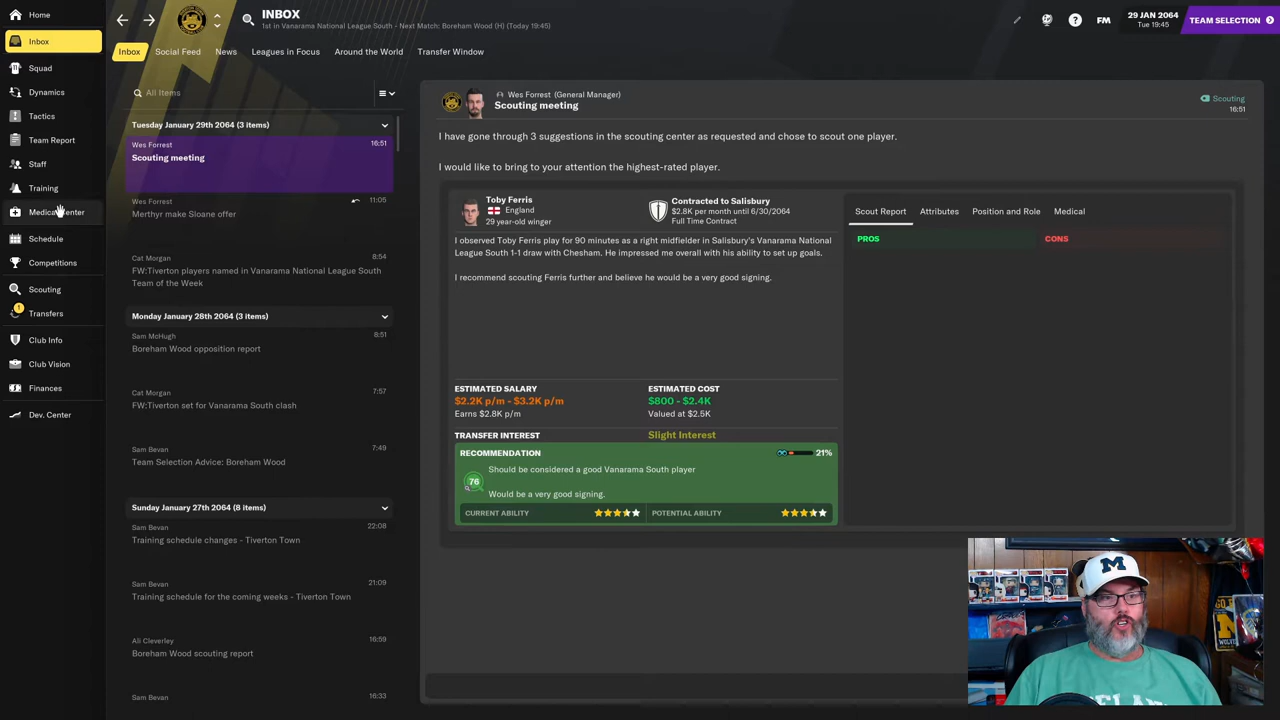 Home
Inbox
Squad
Dynamics
Tactics
Team Report
Staff
Training
Medical Center
Schedule
Competitions
Scouting
1
Transfers
Club Info
Club Vision
Finances
Dev. Center
INBOX
1st in Vanarama National League South - Next Match: Boreham Wood (H) (Today 19:45)
?
FM
29 JAN 2064
Tue 19:45
TEAM SELECTION
Inbox
Social Feed
News
Leagues in Focus
Around the World
Transfer Window
All Items
Tuesday January 29th 2064 (3 items)
Wes Forrest 16:51
Scouting meeting
Wes Forrest 11:05
Merthyr make Sloane offer
Cat Morgan 8:54
FW:Tiverton players named in Vanarama National League South
Team of the Week
Monday January 28th 2064 (3 items)
Sam McHugh 8:51
Boreham Wood opposition report
Cat Morgan 7:57
FW:Tiverton set for Vanarama South clash
Sam Bevan 7:49
Team Selection Advice: Boreham Wood
Sunday January 27th 2064 (8 items)
Sam Bevan 22:08
Training schedule changes - Tiverton Town
Sam Bevan 21:09
Training schedule for the coming weeks - Tiverton Town
Ali Cleverley 16:59
Boreham Wood scouting report
Sam Bevan 16:33
Wes Forrest (General Manager)
Scouting meeting
Scouting
16:51
I have gone through 3 suggestions in the scouting center as requested and chose to scout one player.
I would like to bring to your attention the highest-rated player.
Toby Ferris
England
29 year-old winger
Contracted to Salisbury
$2.8K per month until 6/30/2064
Full Time Contract
I observed Toby Ferris play for 90 minutes as a right midfielder in Salisbury's Vanarama National
League South 1-1 draw with Chesham. He impressed me overall with his ability to set up goals.
I recommend scouting Ferris further and believe he would be a very good signing.
ESTIMATED SALARY
$2.2K p/m - $3.2K p/m
Earns $2.8K p/m
ESTIMATED COST
$800 - $2.4K
Valued at $2.5K
TRANSFER INTEREST
Slight Interest
RECOMMENDATION
21%
76
Should be considered a good Vanarama South player
Would be a very good signing.
CURRENT ABILITY
POTENTIAL ABILITY
Scout Report
Attributes
Position and Role
Medical
PROS
CONS
M